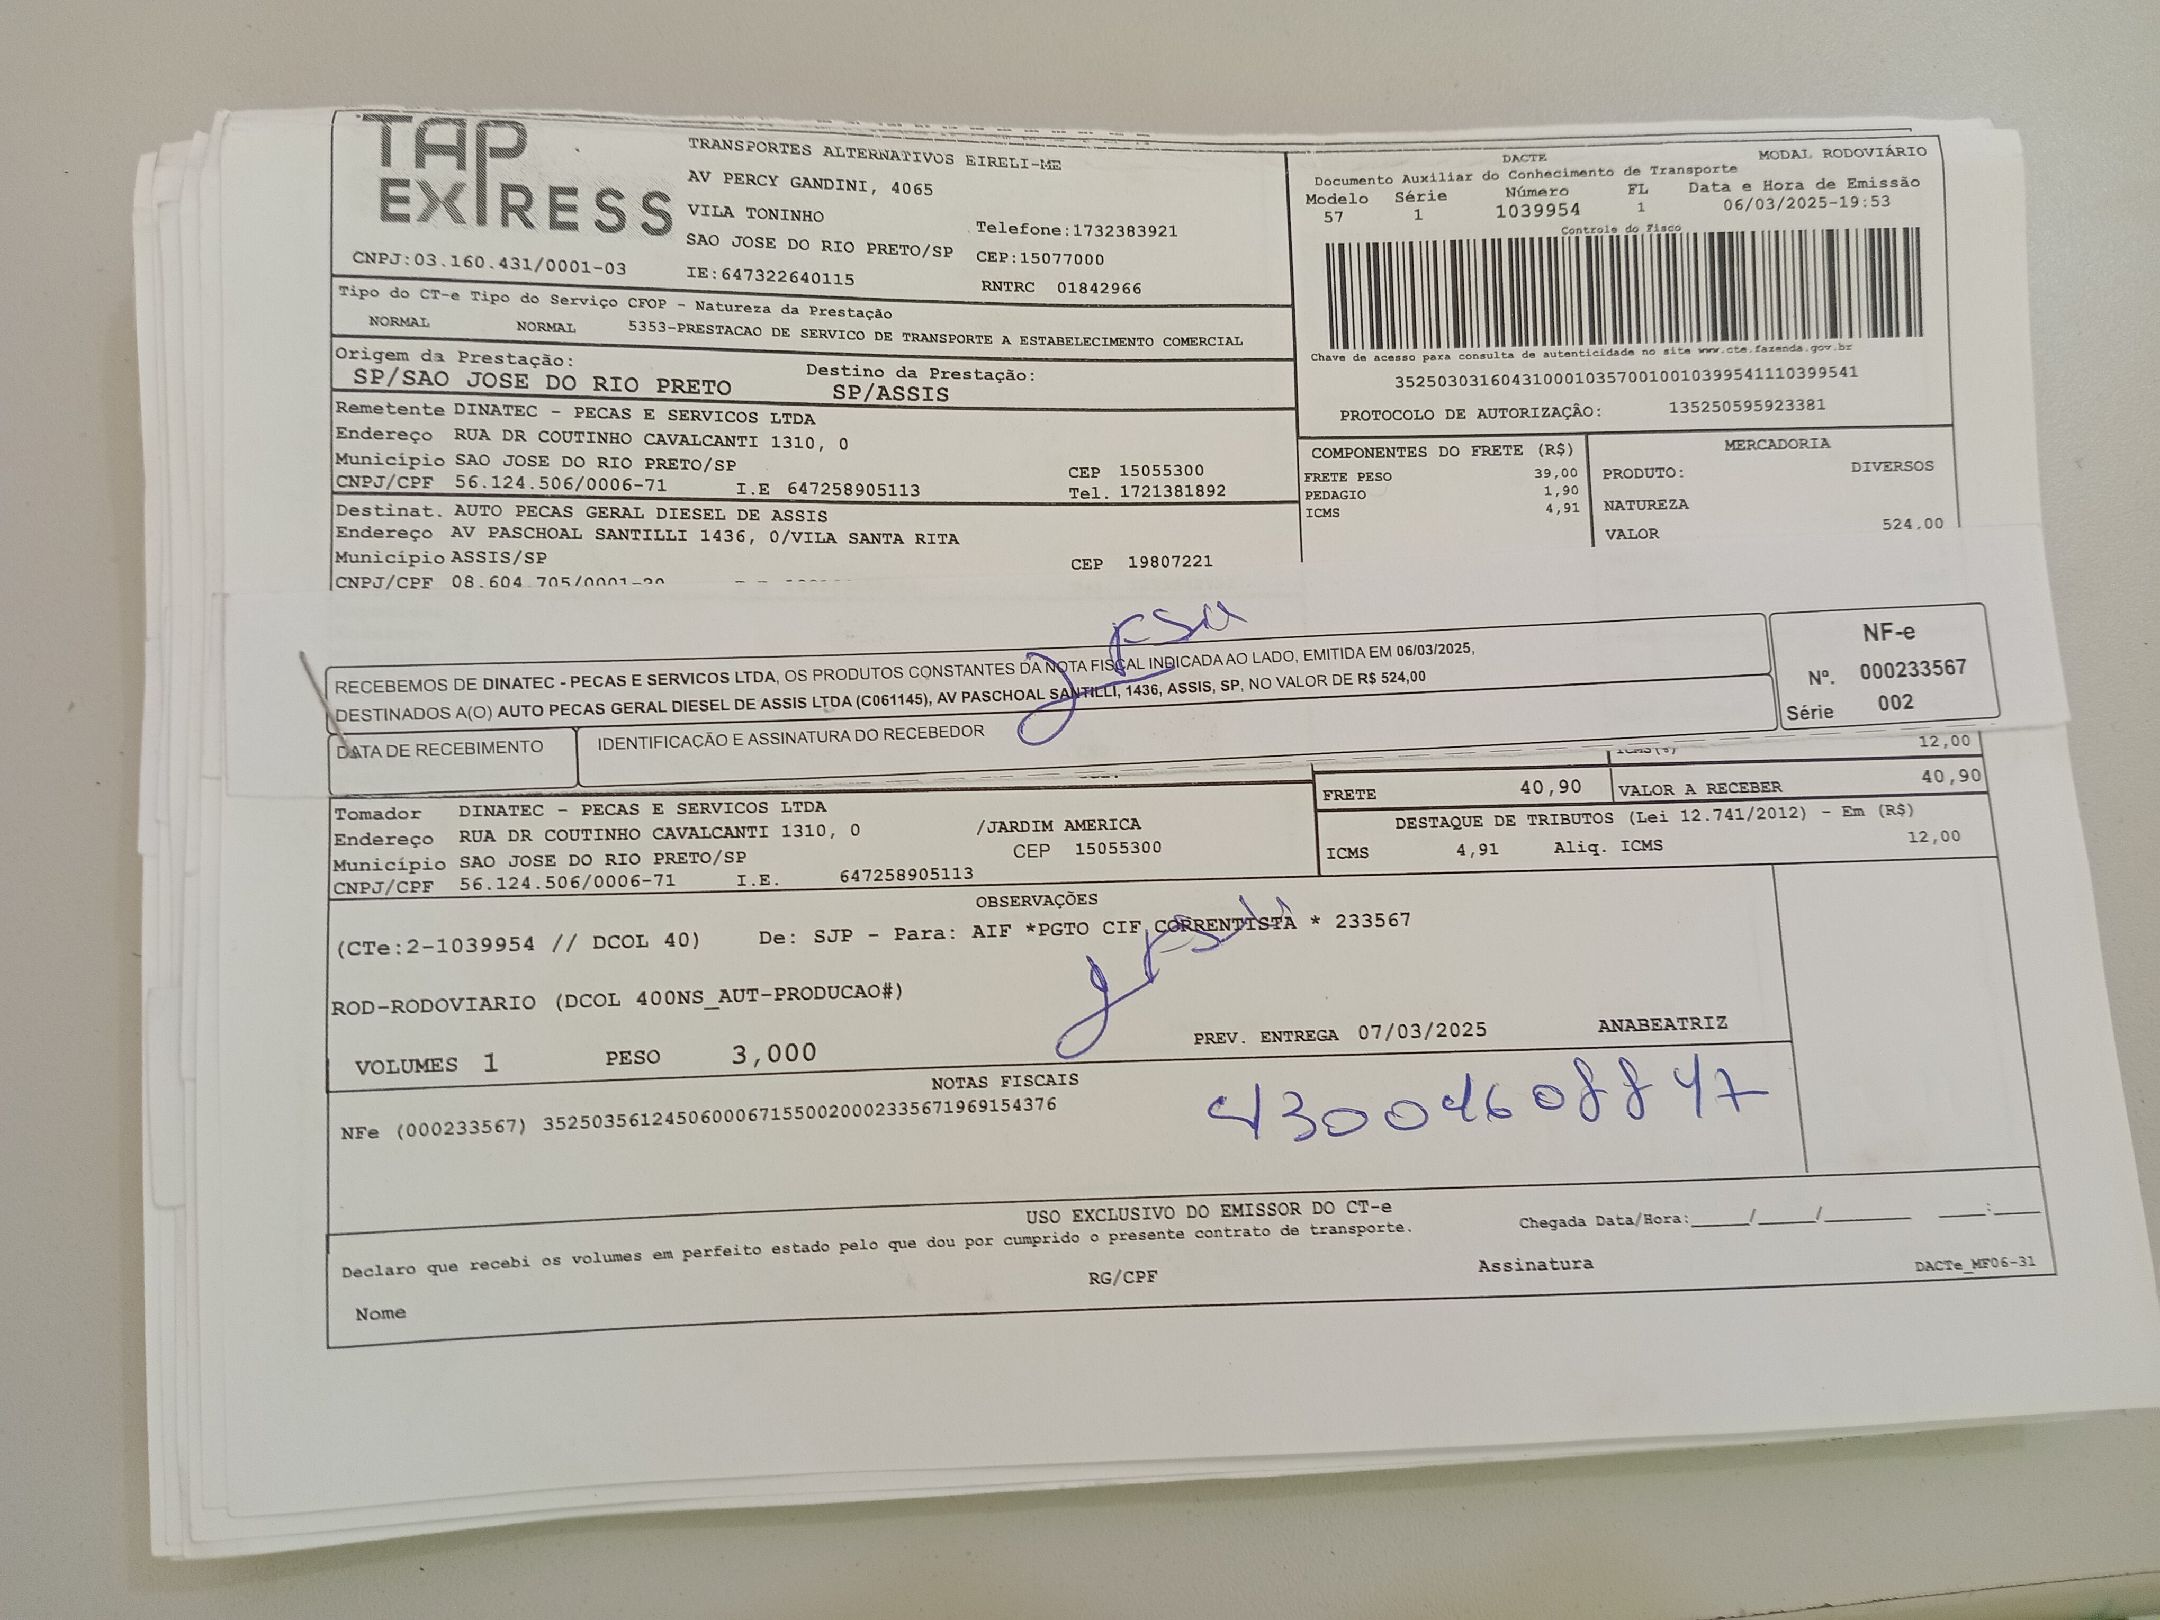 TAP
EXPRESS
TRANSPORTES ALTERNATIVOS EIRELI-ME
AV PERCY GANDINI, 4065
VILA TONINHO
Telefone:1732383921
SAO JOSE DO RIO PRETO/SP CEP:15077000
CNPJ:03.160.431/0001-03 IE:647322640115 RNTRC 01842966
DACTE MODAL RODOVIÁRIO
Documento Auxiliar do Conhecimento de Transporte
Modelo Série Número FL Data e Hora de Emissão
57 1 1039954 1 06/03/2025-19:53
Controle do Fisco
Chave de acesso para consulta de autenticidade no site www.cte.fazenda.gov.br
35250303160431000103570010010399541110399541
PROTOCOLO DE AUTORIZAÇÂO: 135250595923381
Tipo do CT-e Tipo do Serviço CFOP - Natureza da Prestação
NORMAL NORMAL 5353-PRESTACAO DE SERVICO DE TRANSPORTE A ESTABELECIMENTO COMERCIAL
Origem da Prestação: Destino da Prestação:
SP/SAO JOSE DO RIO PRETO SP/ASSIS
Remetente DINATEC - PECAS E SERVICOS LTDA
Endereço RUA DR COUTINHO CAVALCANTI 1310, 0
Município SAO JOSE DO RIO PRETO/SP CEP 15055300
CNPJ/CPF 56.124.506/0006-71 I.E 647258905113 Tel. 1721381892
Destinat. AUTO PECAS GERAL DIESEL DE ASSIS
Endereço AV PASCHOAL SANTILLI 1436, 0/VILA SANTA RITA
Município ASSIS/SP CEP 19807221
CNPJ/CPF 08.604.705/0001-20
COMPONENTES DO FRETE (R$) MERCADORIA
FRETE PESO 39,00 PRODUTO: DIVERSOS
PEDAGIO 1,90
ICMS 4,91 NATUREZA
VALOR 524,00
RECEBEMOS DE DINATEC - PECAS E SERVICOS LTDA, OS PRODUTOS CONSTANTES DA NOTA FISCAL INDICADA AO LADO, EMITIDA EM 06/03/2025,
DESTINADOS A(O) AUTO PECAS GERAL DIESEL DE ASSIS LTDA (C061145), AV PASCHOAL SANTILLI, 1436, ASSIS, SP, NO VALOR DE R$ 524,00
DATA DE RECEBIMENTO IDENTIFICAÇÃO E ASSINATURA DO RECEBEDOR
NF-e
Nº. 000233567
Série 002
12,00
FRETE 40,90 VALOR A RECEBER 40,90
DESTAQUE DE TRIBUTOS (Lei 12.741/2012) - Em (R$)
ICMS 4,91 Aliq. ICMS 12,00
Tomador DINATEC - PECAS E SERVICOS LTDA
Endereço RUA DR COUTINHO CAVALCANTI 1310, 0 /JARDIM AMERICA
Município SAO JOSE DO RIO PRETO/SP CEP 15055300
CNPJ/CPF 56.124.506/0006-71 I.E. 647258905113
OBSERVAÇÕES
(CTe:2-1039954 // DCOL 40) De: SJP - Para: AIF *PGTO CIF CORRENTISTA * 233567
ROD-RODOVIARIO (DCOL 400NS_AUT-PRODUCAO#)
VOLUMES 1 PESO 3,000 PREV. ENTREGA 07/03/2025 ANABEATRIZ
NOTAS FISCAIS
NFe (000233567) 35250356124506000671550020002335671969154376
USO EXCLUSIVO DO EMISSOR DO CT-e
Declaro que recebi os volumes em perfeito estado pelo que dou por cumprido o presente contrato de transporte. Chegada Data/Hora:_____/_____/_______ ____:____
Nome RG/CPF Assinatura DACTe_MF06-31